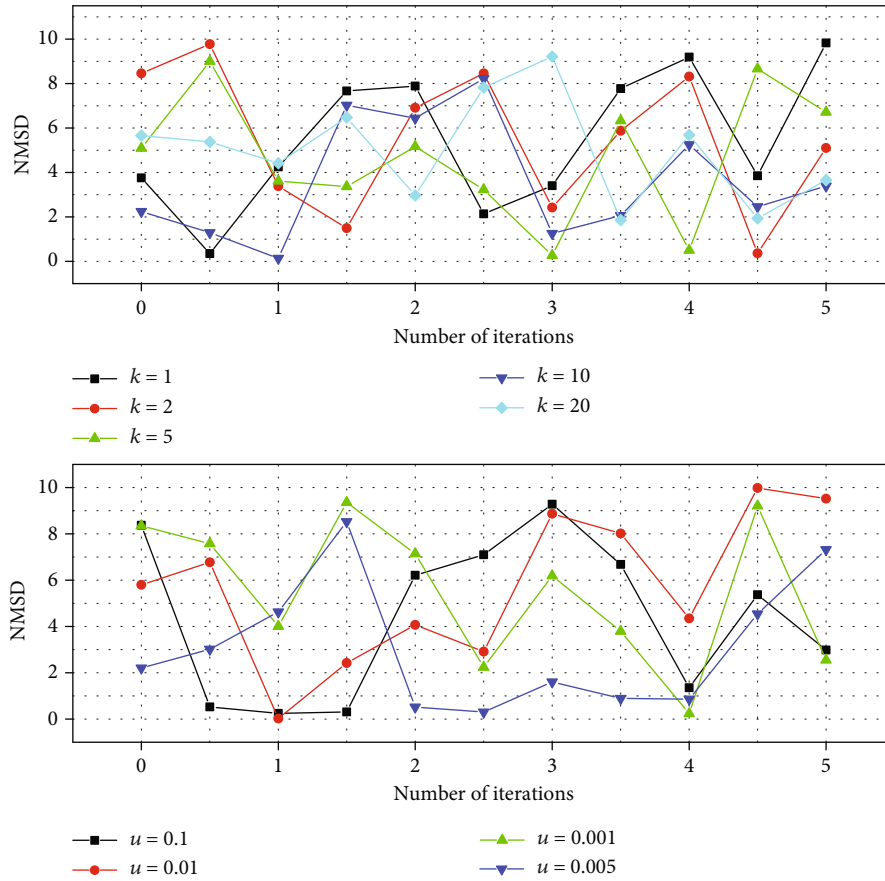 10
8
6
4
2
0
NMSD
0 1 2 3 4 5
Number of iterations
k = 1
k = 2
k = 5
k = 10
k = 20
10
8
6
4
2
0
NMSD
0 1 2 3 4 5
Number of iterations
u = 0.1
u = 0.01
u = 0.001
u = 0.005